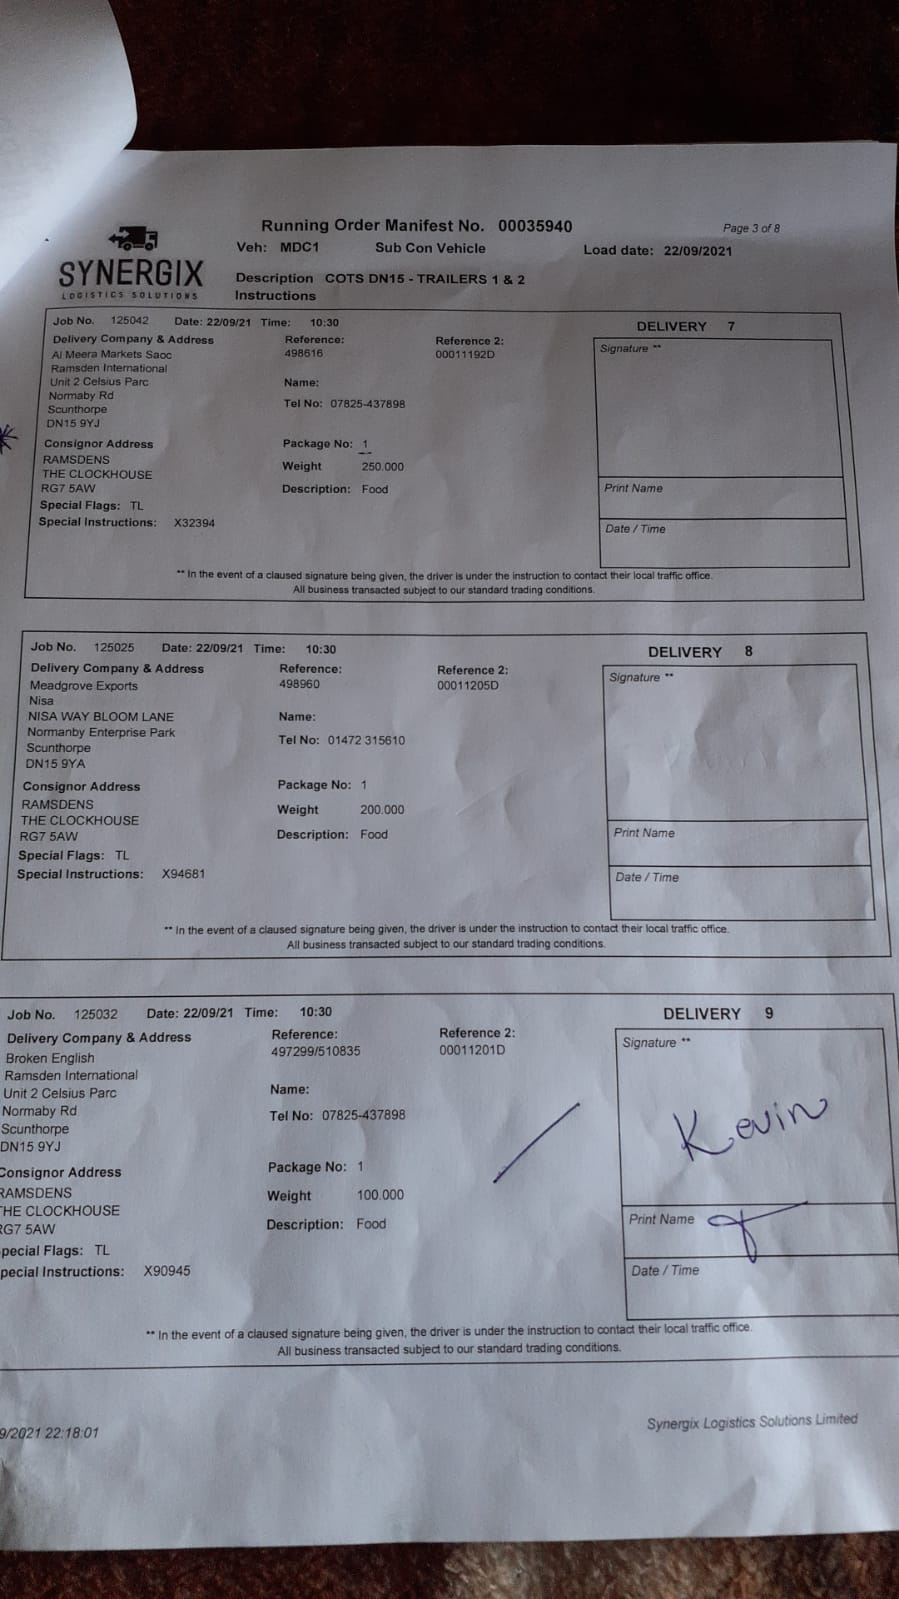 Running Order Manifest No. 00035940
Page 3 of 8
Veh: MDC1 Sub Con Vehicle Load date: 22/09/2021
SYNERGIX
LOGISTICS SOLUTIONS
Description COTS DN15 - TRAILERS 1 & 2
Instructions
Job No. 125042 Date: 22/09/21 Time: 10:30
DELIVERY 7
Delivery Company & Address Reference: Reference 2:
Signature **
Al Meera Markets Saoc 498616 00011192D
Ramsden International
Unit 2 Celsius Parc Name:
Normaby Rd
Tel No: 07825-437898
Scunthorpe
DN15 9YJ
Consignor Address Package No: 1
RAMSDENS
Weight 250.000
THE CLOCKHOUSE
RG7 5AW Description: Food
Print Name
Special Flags: TL
Special Instructions: X32394
Date / Time
** In the event of a claused signature being given, the driver is under the instruction to contact their local traffic office.
All business transacted subject to our standard trading conditions.
Job No. 125025 Date: 22/09/21 Time: 10:30
DELIVERY 8
Delivery Company & Address Reference: Reference 2:
Signature **
Meadgrove Exports 498960 00011205D
Nisa
NISA WAY BLOOM LANE Name:
Normanby Enterprise Park
Tel No: 01472 315610
Scunthorpe
DN15 9YA
Consignor Address Package No: 1
RAMSDENS
Weight 200.000
THE CLOCKHOUSE
RG7 5AW Description: Food
Print Name
Special Flags: TL
Special Instructions: X94681
Date / Time
** In the event of a claused signature being given, the driver is under the instruction to contact their local traffic office.
All business transacted subject to our standard trading conditions.
Job No. 125032 Date: 22/09/21 Time: 10:30
DELIVERY 9
Delivery Company & Address Reference: Reference 2:
Signature **
Broken English 497299/510835 00011201D
Ramsden International
Unit 2 Celsius Parc Name:
Normaby Rd
Tel No: 07825-437898
Scunthorpe
Kevin
DN15 9YJ
Consignor Address Package No: 1
RAMSDENS
Weight 100.000
THE CLOCKHOUSE
RG7 5AW Description: Food
Print Name
pecial Flags: TL
pecial Instructions: X90945
Date / Time
** In the event of a claused signature being given, the driver is under the instruction to contact their local traffic office.
All business transacted subject to our standard trading conditions.
9/2021 22:18:01
Synergix Logistics Solutions Limited